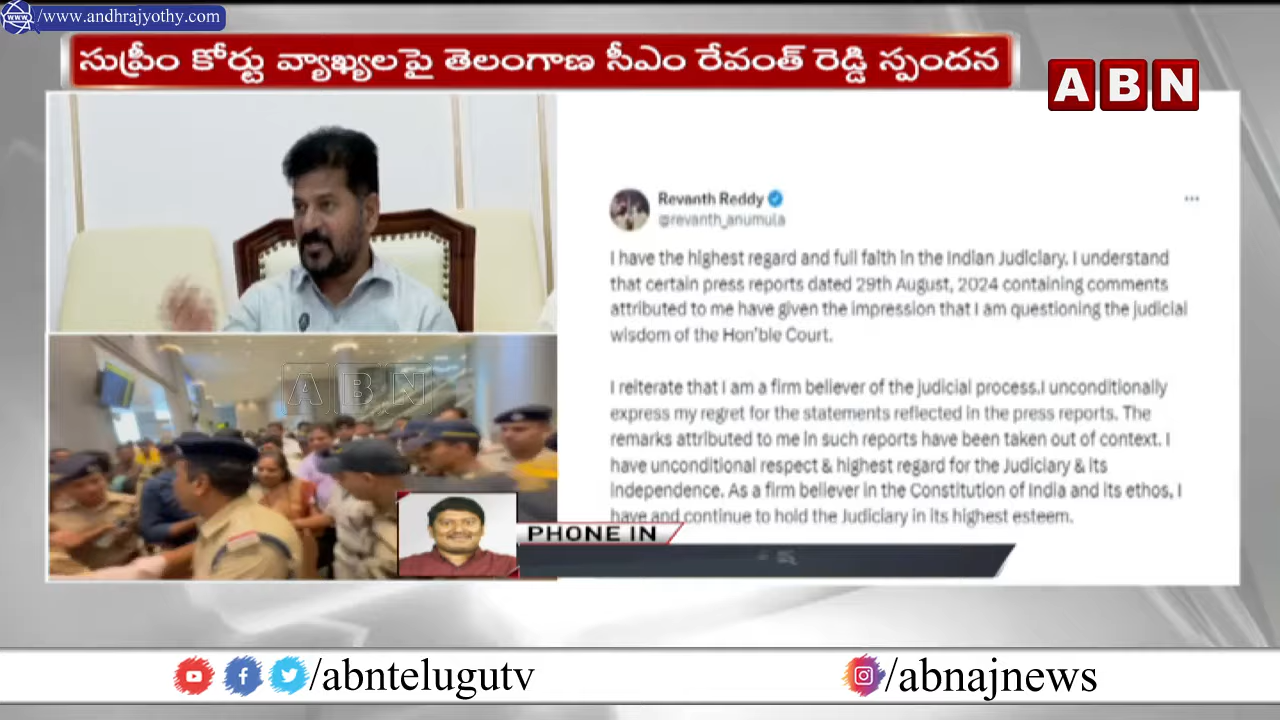 www./www.andhrajyothy.com
సుప్రీం కోర్టు వ్యాఖ్యలపై తెలంగాణ సీఎం రేవంత్ రెడ్డి స్పందన
ABN
Revanth Reddy
@revanth_anumula
I have the highest regard and full faith in the Indian Judiciary. I understand
that certain press reports dated 29th August, 2024 containing comments
attributed to me have given the impression that I am questioning the judicial
wisdom of the Hon'ble Court.
I reiterate that I am a firm believer of the judicial process.I unconditionally
express my regret for the statements reflected in the press reports. The
remarks attributed to me in such reports have been taken out of context. I
have unconditional respect & highest regard for the Judiciary & its
independence. As a firm believer in the Constitution of India and its ethos, I
have and continue to hold the Judiciary in its highest esteem.
ABN
PHONE IN
/abntelugutv
/abnajnews